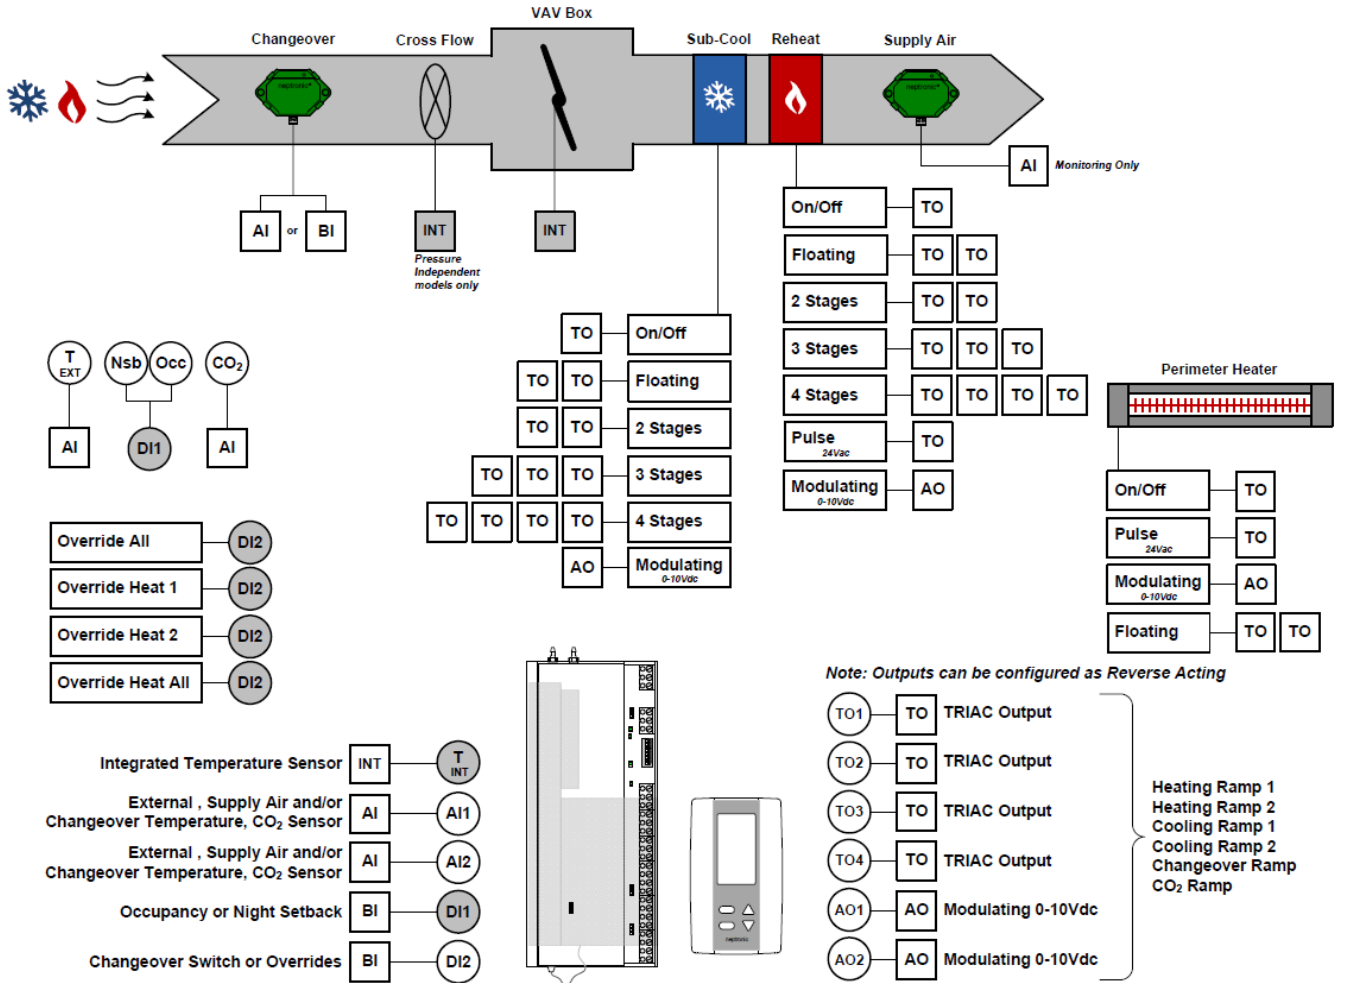 VAV Box
Changeover
Cross Flow
Sub-Cool
Reheat
Supply Air
neptronic
neptronic
AI
Monitoring Only
AI or BI
INT
Pressure
Independent
models only
INT
On/Off TO
Floating TO TO
2 Stages TO TO
3 Stages TO TO TO
4 Stages TO TO TO TO
Pulse
24Vac
TO
Modulating
0-10Vdc
AO
TO On/Off
TO TO Floating
TO TO 2 Stages
TO TO TO 3 Stages
TO TO TO TO 4 Stages
AO Modulating
0-10Vdc
T
EXT
Nsb
Occ
CO2
AI
DI1
AI
Perimeter Heater
On/Off TO
Pulse
24Vac
TO
Modulating
0-10Vdc
AO
Floating TO TO
Override All DI2
Override Heat 1 DI2
Override Heat 2 DI2
Override Heat All DI2
Integrated Temperature Sensor INT T
INT
External , Supply Air and/or
Changeover Temperature, CO2 Sensor AI AI1
External , Supply Air and/or
Changeover Temperature, CO2 Sensor AI AI2
Occupancy or Night Setback BI DI1
Changeover Switch or Overrides BI DI2
neptronic
Note: Outputs can be configured as Reverse Acting
TO1 TO TRIAC Output
TO2 TO TRIAC Output
TO3 TO TRIAC Output
TO4 TO TRIAC Output
AO1 AO Modulating 0-10Vdc
AO2 AO Modulating 0-10Vdc
Heating Ramp 1
Heating Ramp 2
Cooling Ramp 1
Cooling Ramp 2
Changeover Ramp
CO2 Ramp